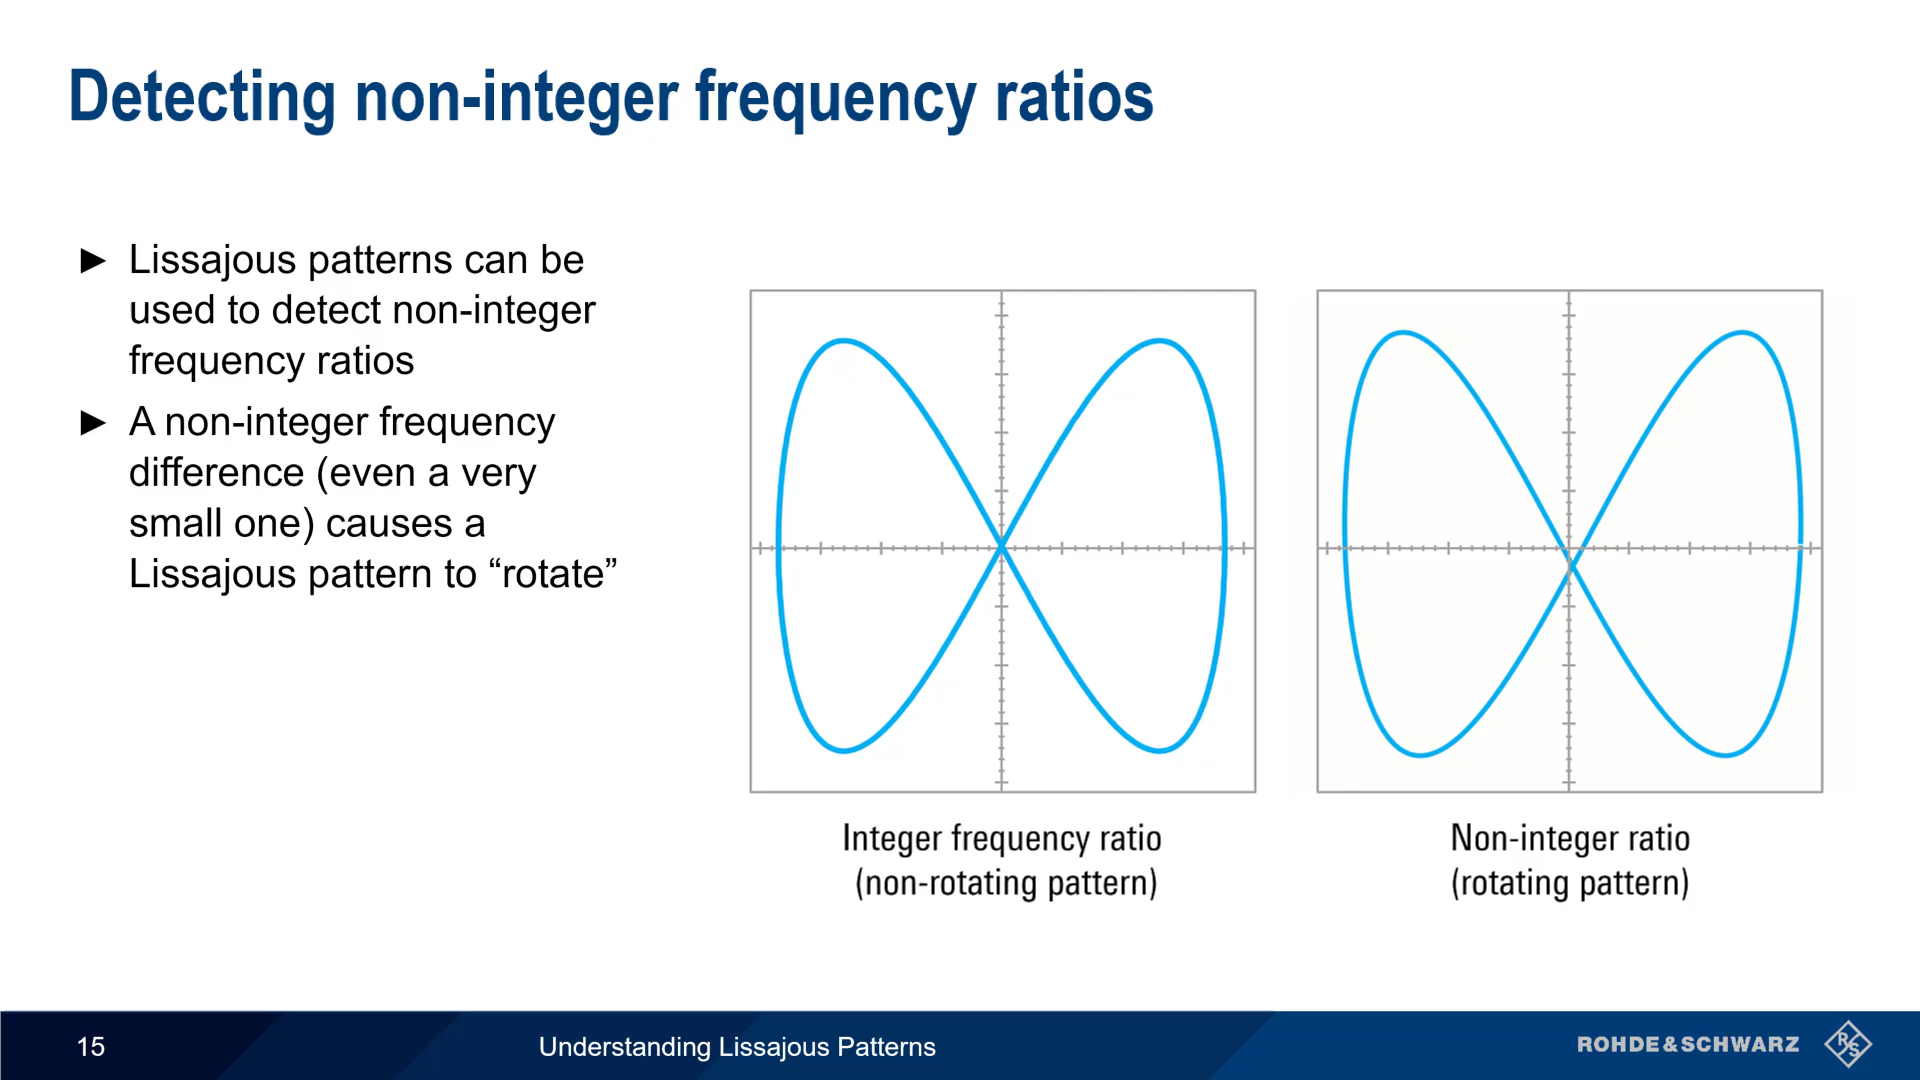 Detecting non-integer frequency ratios
► Lissajous patterns can be
used to detect non-integer
frequency ratios
► A non-integer frequency
difference (even a very
small one) causes a
Lissajous pattern to “rotate”
Integer frequency ratio
(non-rotating pattern)
Non-integer ratio
(rotating pattern)
15
Understanding Lissajous Patterns
ROHDE&SCHWARZ
R&S